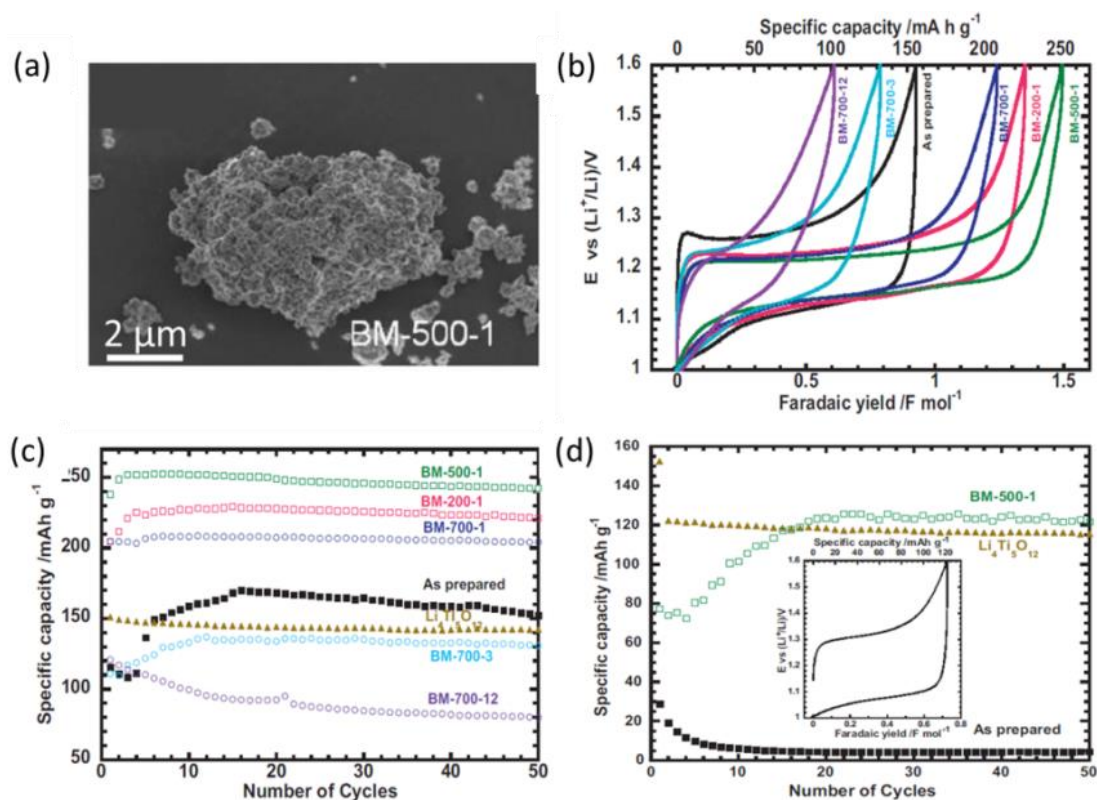 (a)
2 μm
BM-500-1
(b)
Specific capacity /mA h g⁻¹
0 50 100 150 200 250
1.6
1.5
1.4
1.3
1.2
1.1
1
E vs (Li⁺/Li)/V
BM-700-12
BM-700-3
As prepared
BM-700-1
BM-200-1
BM-500-1
0 0.5 1 1.5
Faradaic yield /F mol⁻¹
(c)
Specific capacity /mAh g⁻¹
250
200
150
100
50
BM-500-1
BM-200-1
BM-700-1
As prepared
Li₄Ti₅O₁₂
BM-700-3
BM-700-12
0 10 20 30 40 50
Number of Cycles
(d)
Specific capacity /mAh g⁻¹
160
140
120
100
80
60
40
20
0
BM-500-1
Li₄Ti₅O₁₂
Specific capacity /mAh g⁻¹
0 20 40 60 80 100 120
1.6
1.5
1.4
1.3
1.2
1.1
1
E vs (Li⁺/Li)/V
0 0.2 0.4 0.6 0.8
Faradaic yield /F mol⁻¹
As prepared
0 10 20 30 40 50
Number of Cycles